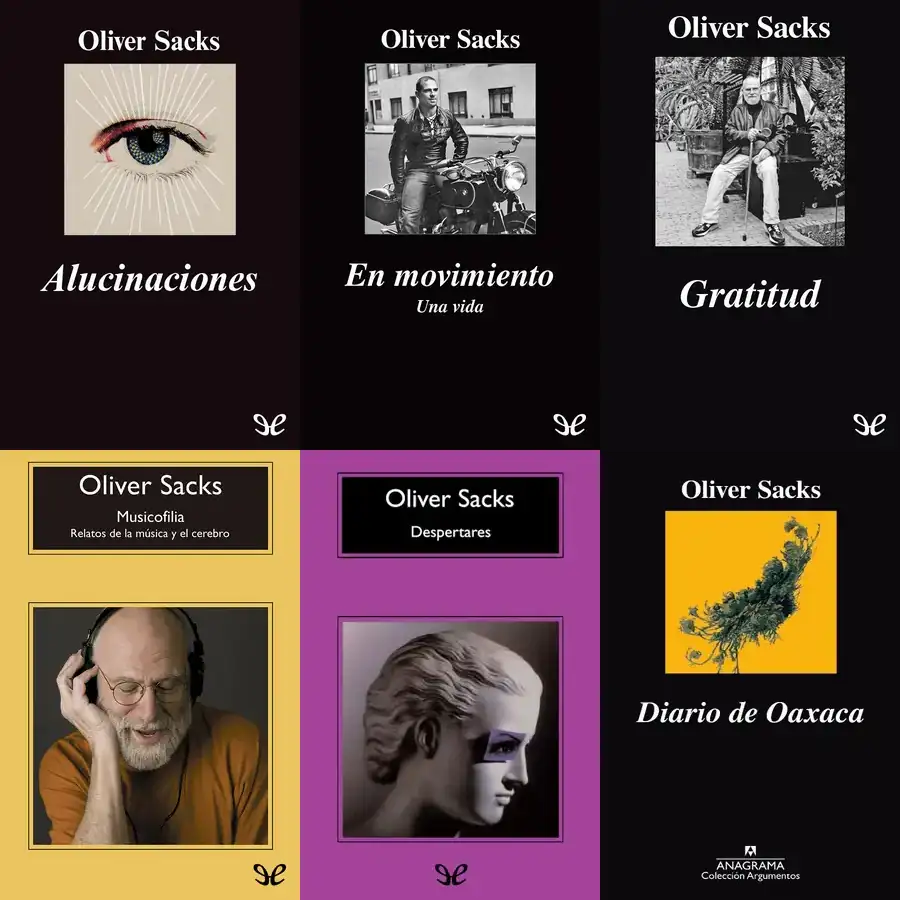 Oliver Sacks
Alucinaciones
Oliver Sacks
En movimiento
Una vida
Oliver Sacks
Gratitud
Oliver Sacks
Musicofilia
Relatos de la música y el cerebro
Oliver Sacks
Despertares
Oliver Sacks
Diario de Oaxaca
ANAGRAMA
Colección Argumentos